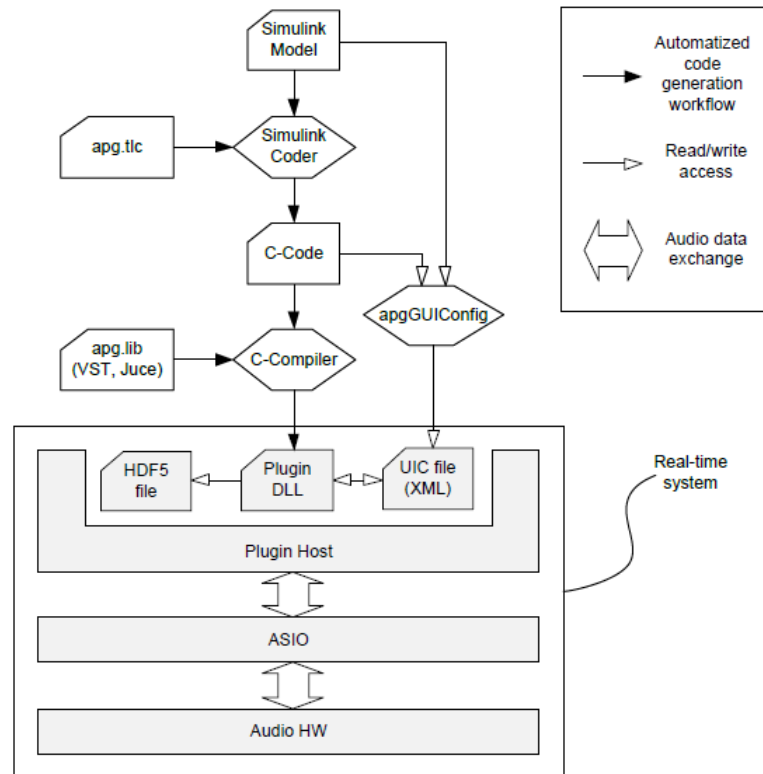 Simulink
Model
apg.tlc
Simulink
Coder
C-Code
apgGUIConfig
apg.lib
(VST, Juce)
C-Compiler
HDF5
file
Plugin
DLL
UIC file
(XML)
Plugin Host
ASIO
Audio HW
Real-time
system
Automatized
code
generation
workflow
Read/write
access
Audio data
exchange